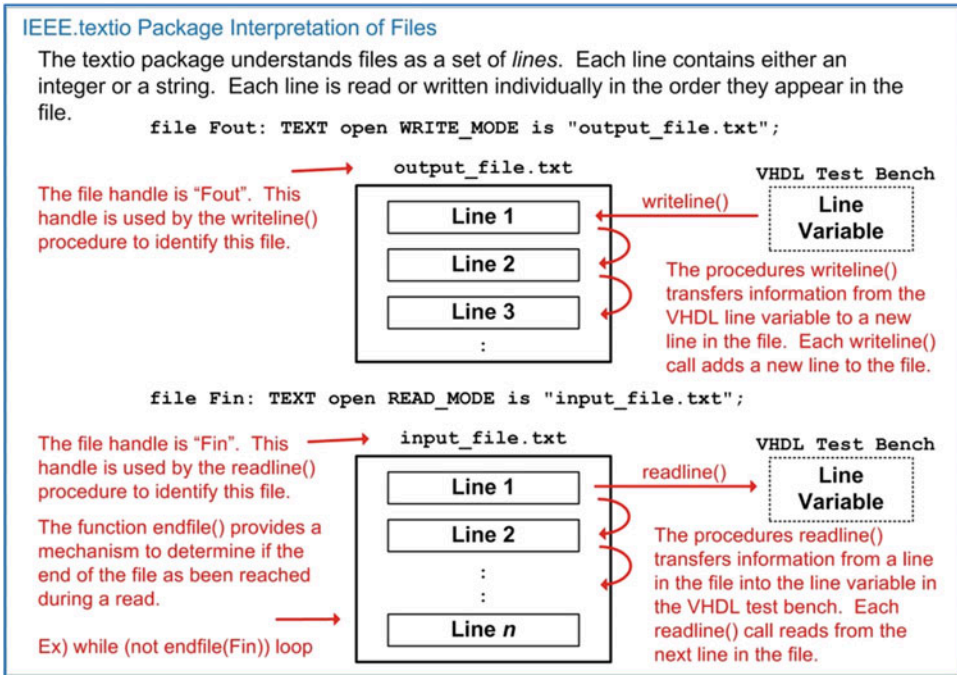 IEEE.textio Package Interpretation of Files
The textio package understands files as a set of lines. Each line contains either an
integer or a string. Each line is read or written individually in the order they appear in the
file.
file Fout: TEXT open WRITE_MODE is "output_file.txt";
The file handle is “Fout”. This
handle is used by the writeline()
procedure to identify this file.
output_file.txt
Line 1
Line 2
Line 3
:
writeline()
VHDL Test Bench
Line
Variable
The procedures writeline()
transfers information from the
VHDL line variable to a new
line in the file. Each writeline()
call adds a new line to the file.
file Fin: TEXT open READ_MODE is "input_file.txt";
The file handle is “Fin”. This
handle is used by the readline()
procedure to identify this file.
The function endfile() provides a
mechanism to determine if the
end of the file as been reached
during a read.
Ex) while (not endfile(Fin)) loop
input_file.txt
Line 1
Line 2
:
:
Line n
readline()
VHDL Test Bench
Line
Variable
The procedures readline()
transfers information from a line
in the file into the line variable in
the VHDL test bench. Each
readline() call reads from the
next line in the file.